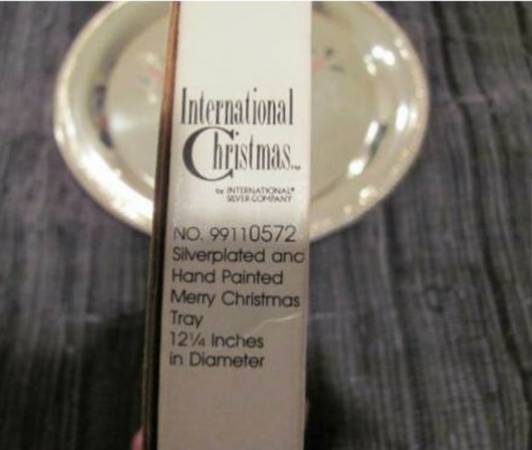 International
Christmas™
by INTERNATIONAL®
SILVER COMPANY
NO. 99110572
Silverplated and
Hand Painted
Merry Christmas
Tray
12¼ Inches
in Diameter